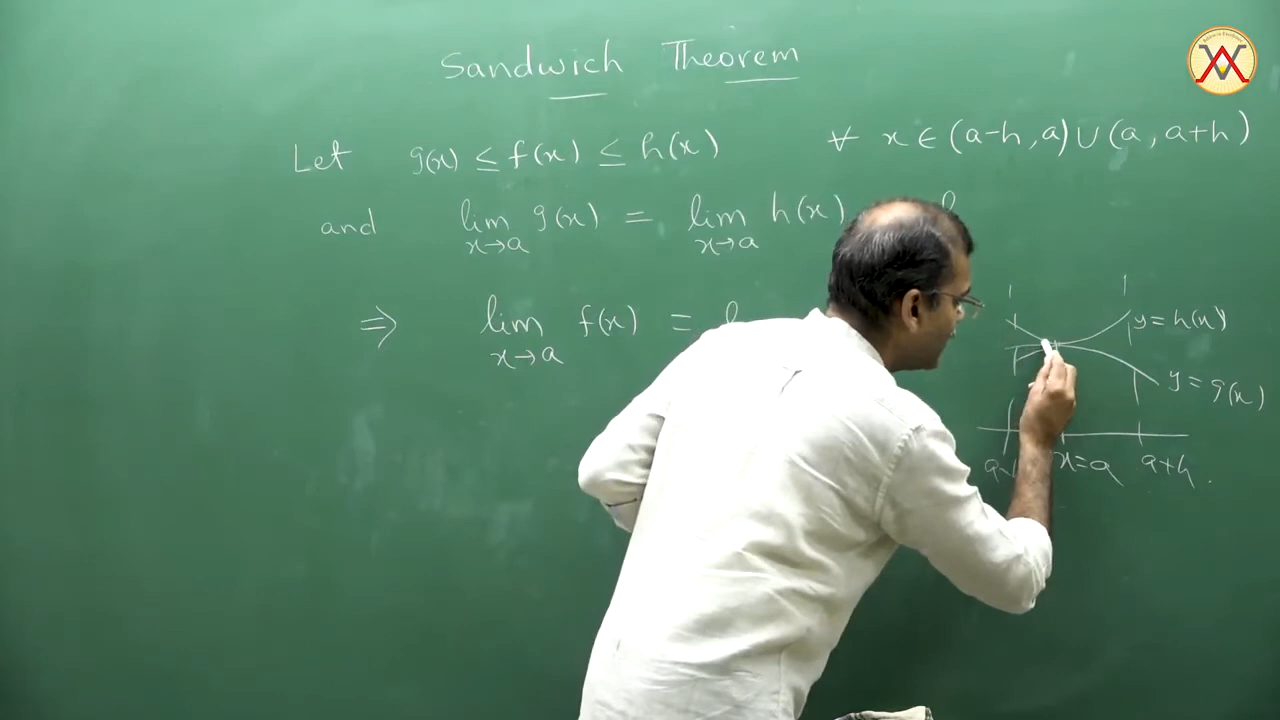 Sandwich Theorem
Let g(x) ≤ f(x) ≤ h(x) ∀ x ∈ (a-h, a) ∪ (a, a+h)
and lim x→a g(x) = lim x→a h(x) l
⇒ lim x→a f(x) = l
y = h(x)
y = g(x)
x=a a+h